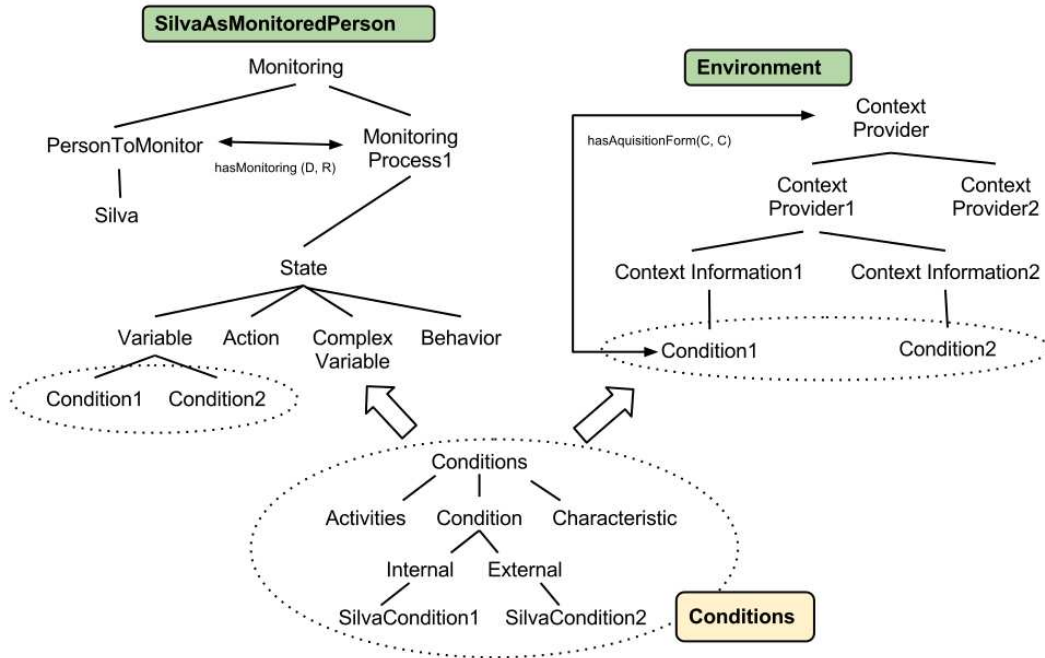 SilvaAsMonitoredPerson
Monitoring
PersonToMonitor
hasMonitoring (D, R)
Monitoring
Process1
Silva
State
Variable
Action
Complex
Variable
Behavior
Condition1
Condition2
Environment
Context
Provider
hasAquisitionForm(C, C)
Context
Provider1
Context
Provider2
Context Information1
Context Information2
Condition1
Condition2
Conditions
Activities
Condition
Characteristic
Internal
External
SilvaCondition1
SilvaCondition2
Conditions